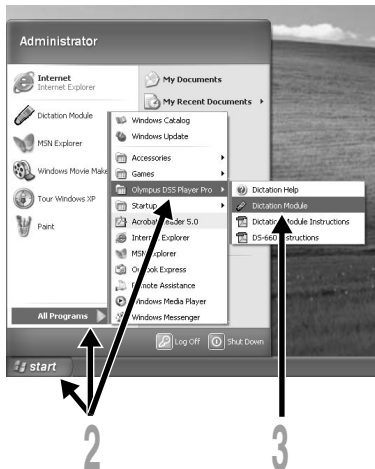 Administrator
Internet
Internet Explorer
Dictation Module
MSN Explorer
Windows Movie Make
Tour Windows XP
Paint
All Programs
My Documents
My Recent Documents
Windows Catalog
Windows Update
Accessories
Games
Olympus DSS Player Pro
Startup
Acrobat Reader 5.0
Internet Explorer
MSN Explorer
Outlook Express
Remote Assistance
Windows Media Player
Windows Messenger
Dictation Help
Dictation Module
Dictation Module Instructions
DS-660 Instructions
Log Off
Shut Down
start
2
3